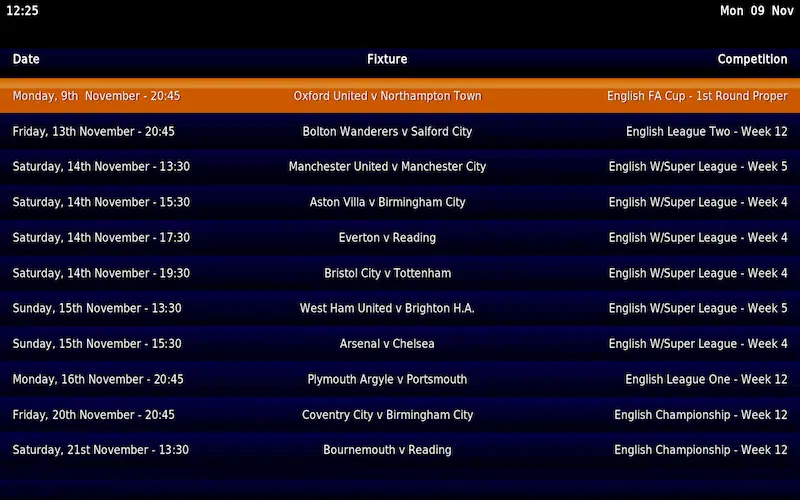 12:25 Mon 09 Nov
Date Fixture Competition
Monday, 9th November - 20:45 Oxford United v Northampton Town English FA Cup - 1st Round Proper
Friday, 13th November - 20:45 Bolton Wanderers v Salford City English League Two - Week 12
Saturday, 14th November - 13:30 Manchester United v Manchester City English W/Super League - Week 5
Saturday, 14th November - 15:30 Aston Villa v Birmingham City English W/Super League - Week 4
Saturday, 14th November - 17:30 Everton v Reading English W/Super League - Week 4
Saturday, 14th November - 19:30 Bristol City v Tottenham English W/Super League - Week 4
Sunday, 15th November - 13:30 West Ham United v Brighton H.A. English W/Super League - Week 5
Sunday, 15th November - 15:30 Arsenal v Chelsea English W/Super League - Week 4
Monday, 16th November - 20:45 Plymouth Argyle v Portsmouth English League One - Week 12
Friday, 20th November - 20:45 Coventry City v Birmingham City English Championship - Week 12
Saturday, 21st November - 13:30 Bournemouth v Reading English Championship - Week 12